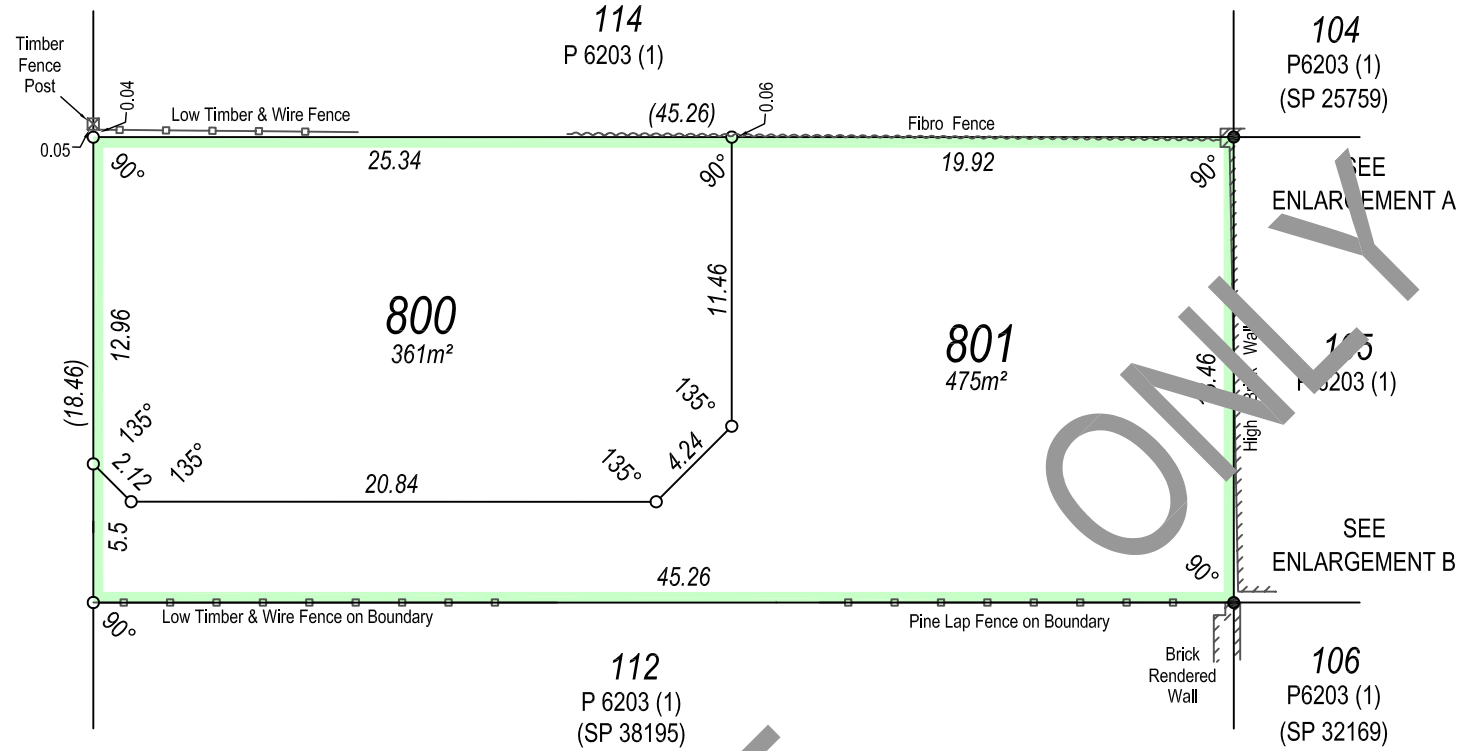 114
P 6203 (1)
104
P6203 (1)
(SP 25759)
Timber
Fence
Post
0.04
Low Timber & Wire Fence
(45.26)
0.06
Fibro Fence
0.05
90°
25.34
90°
19.92
90°
SEE
ENLARGEMENT A
12.96
800
361m²
11.46
801
475m²
High Wall
(1)
(18.46)
135°
2.12
135°
20.84
135°
4.24
135°
5.5
45.26
90°
SEE
ENLARGEMENT B
90°
Low Timber & Wire Fence on Boundary
Pine Lap Fence on Boundary
112
P 6203 (1)
(SP 38195)
Brick
Rendered
Wall
106
P6203 (1)
(SP 32169)
ONLY